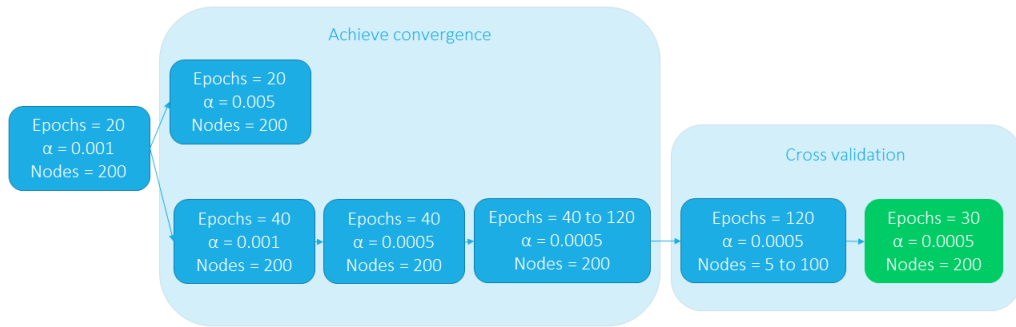 Achieve convergence
Epochs = 20
α = 0.001
Nodes = 200
Epochs = 20
α = 0.005
Nodes = 200
Epochs = 40
α = 0.001
Nodes = 200
Epochs = 40
α = 0.0005
Nodes = 200
Epochs = 40 to 120
α = 0.0005
Nodes = 200
Cross validation
Epochs = 120
α = 0.0005
Nodes = 5 to 100
Epochs = 30
α = 0.0005
Nodes = 200